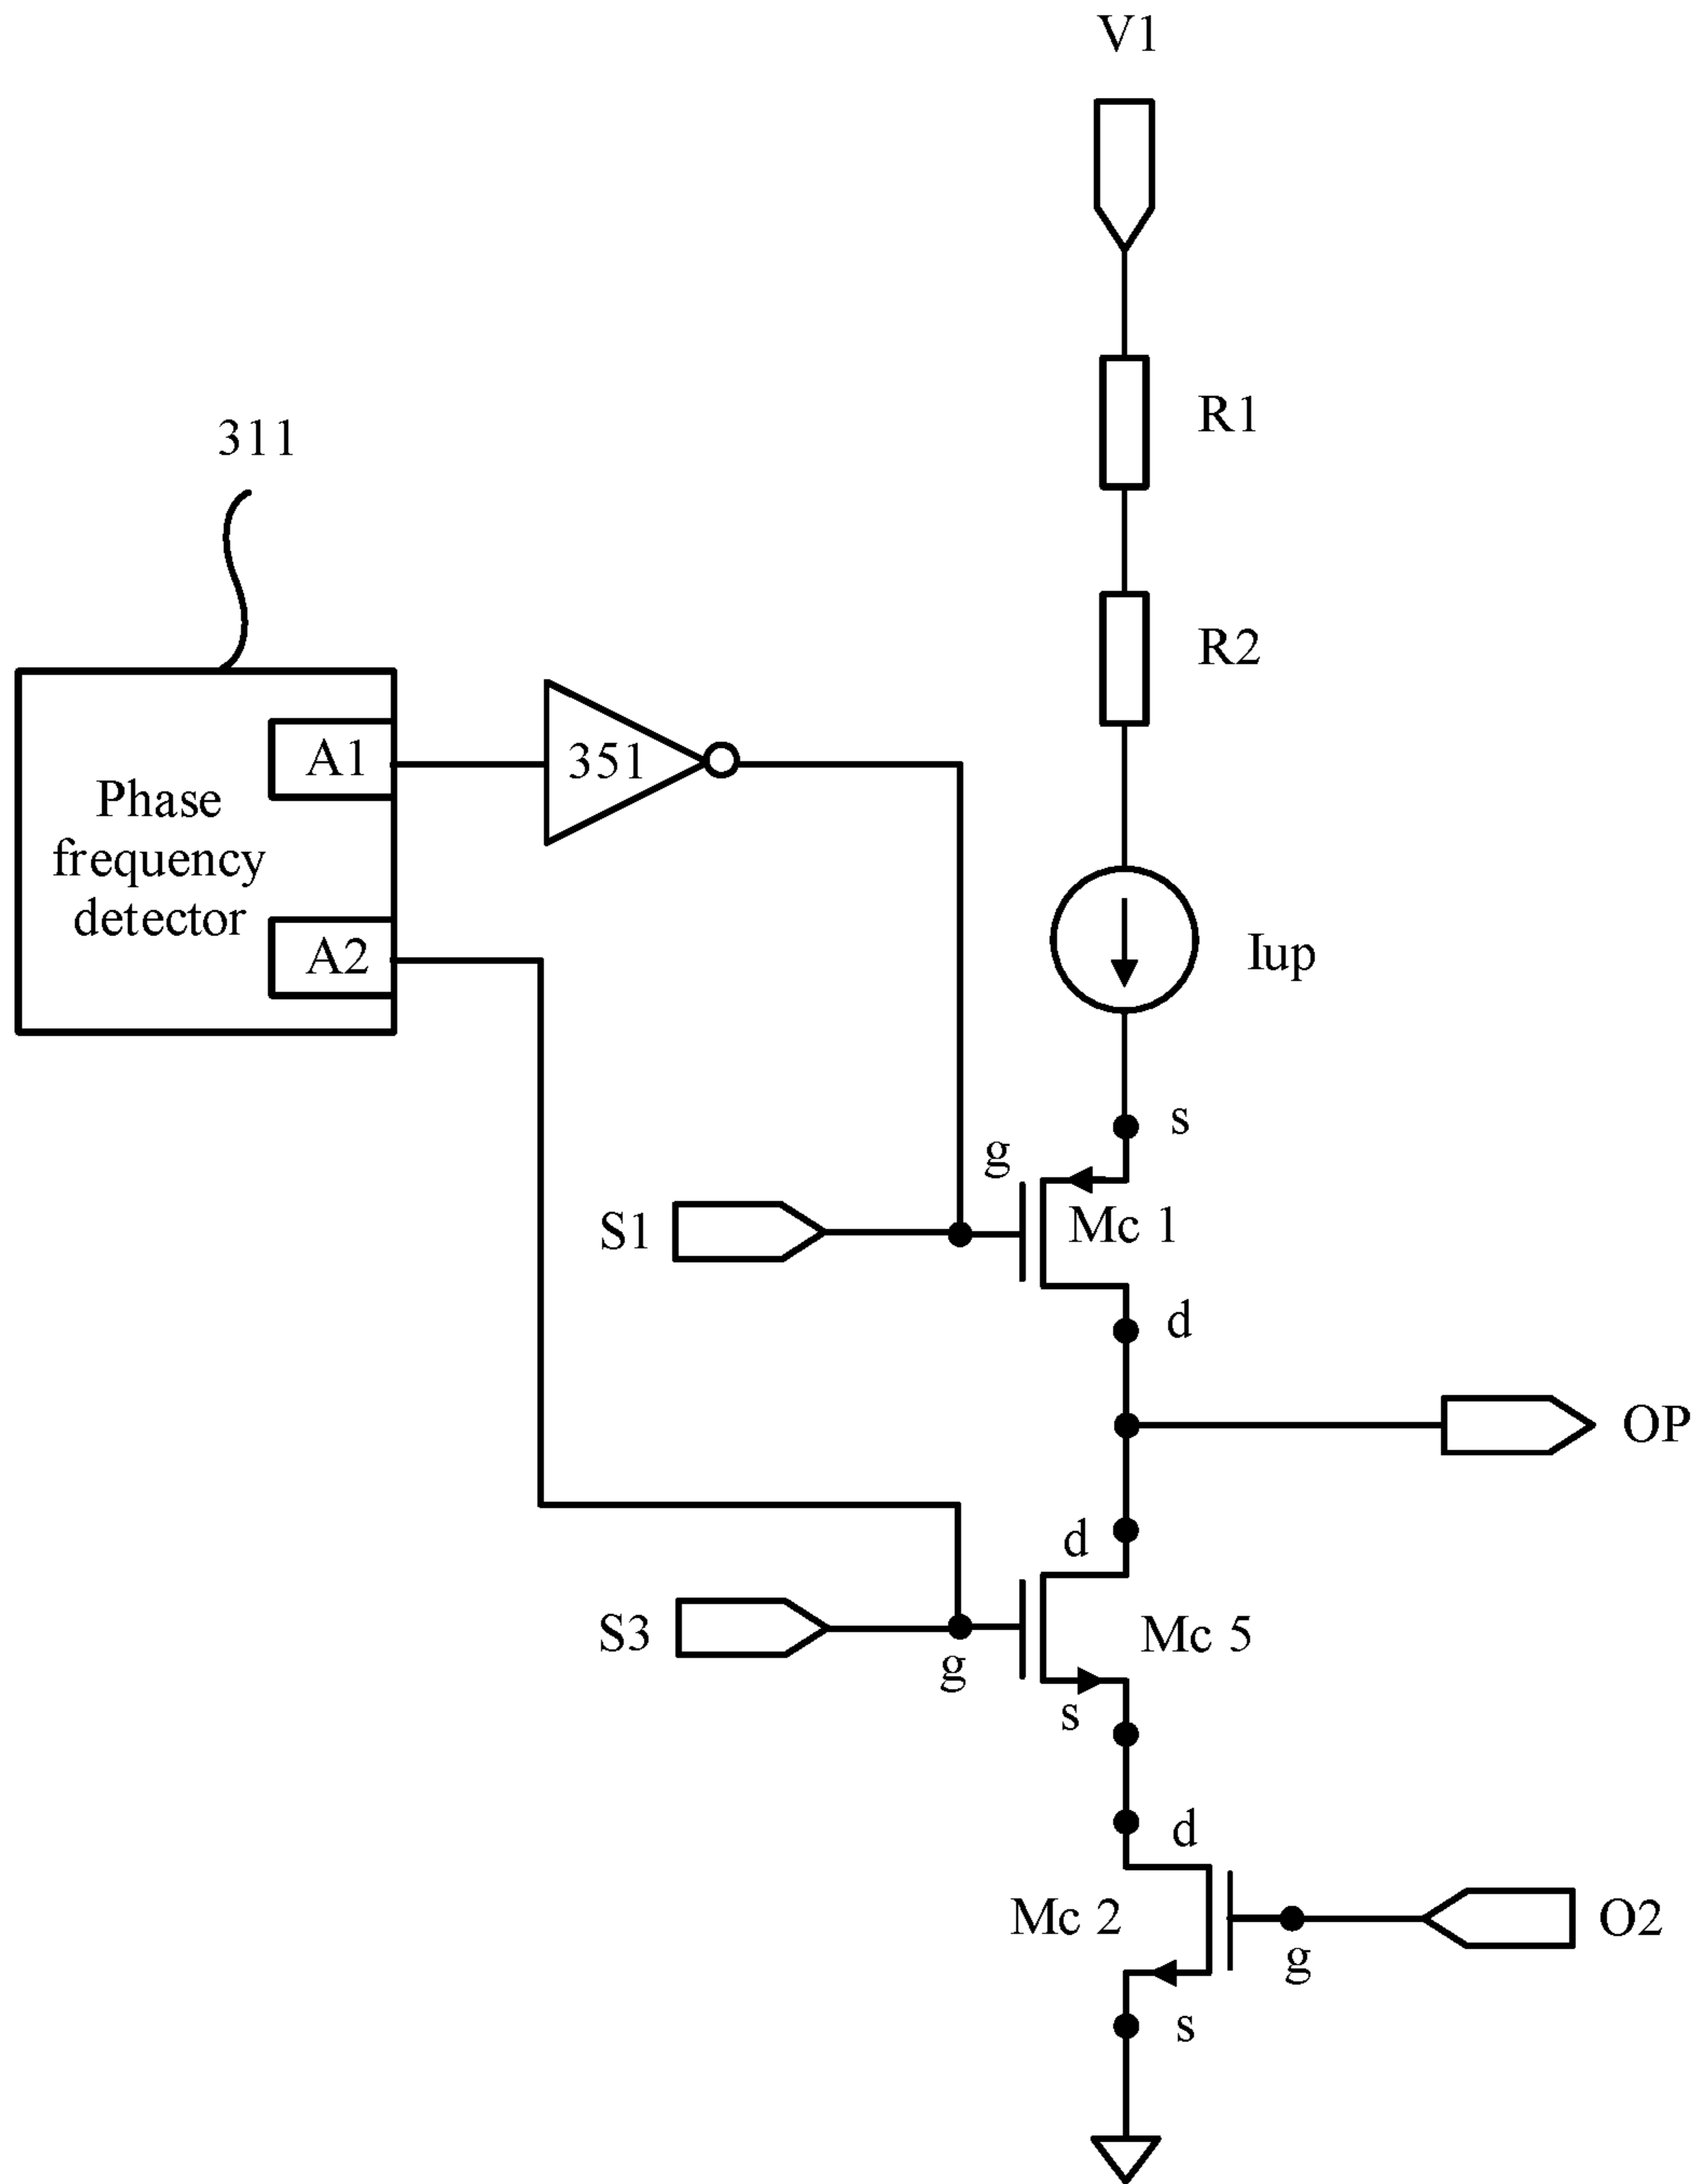 V1
R1
311
R2
A1
351
Phase
frequency
detector
A2
Iup
s
g
Mc 1
S1
d
OP
d
S3
Mc 5
g
s
d
Mc 2
O2
g
s